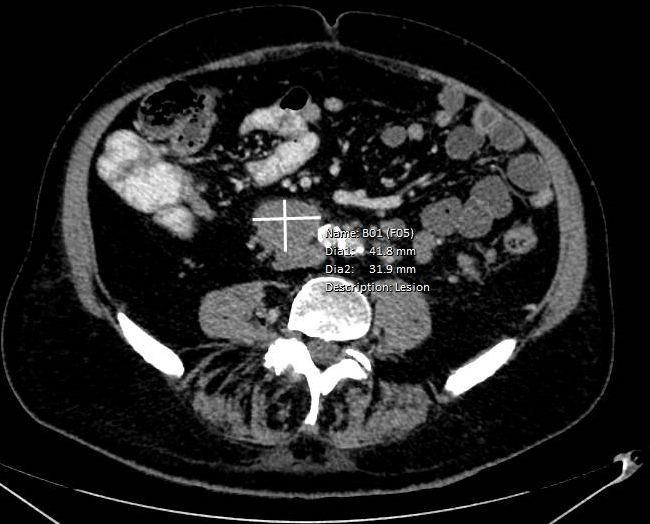 Name: B01 (F05)
Dia1: 41.8 mm
Dia2: 31.9 mm
Description: Lesion